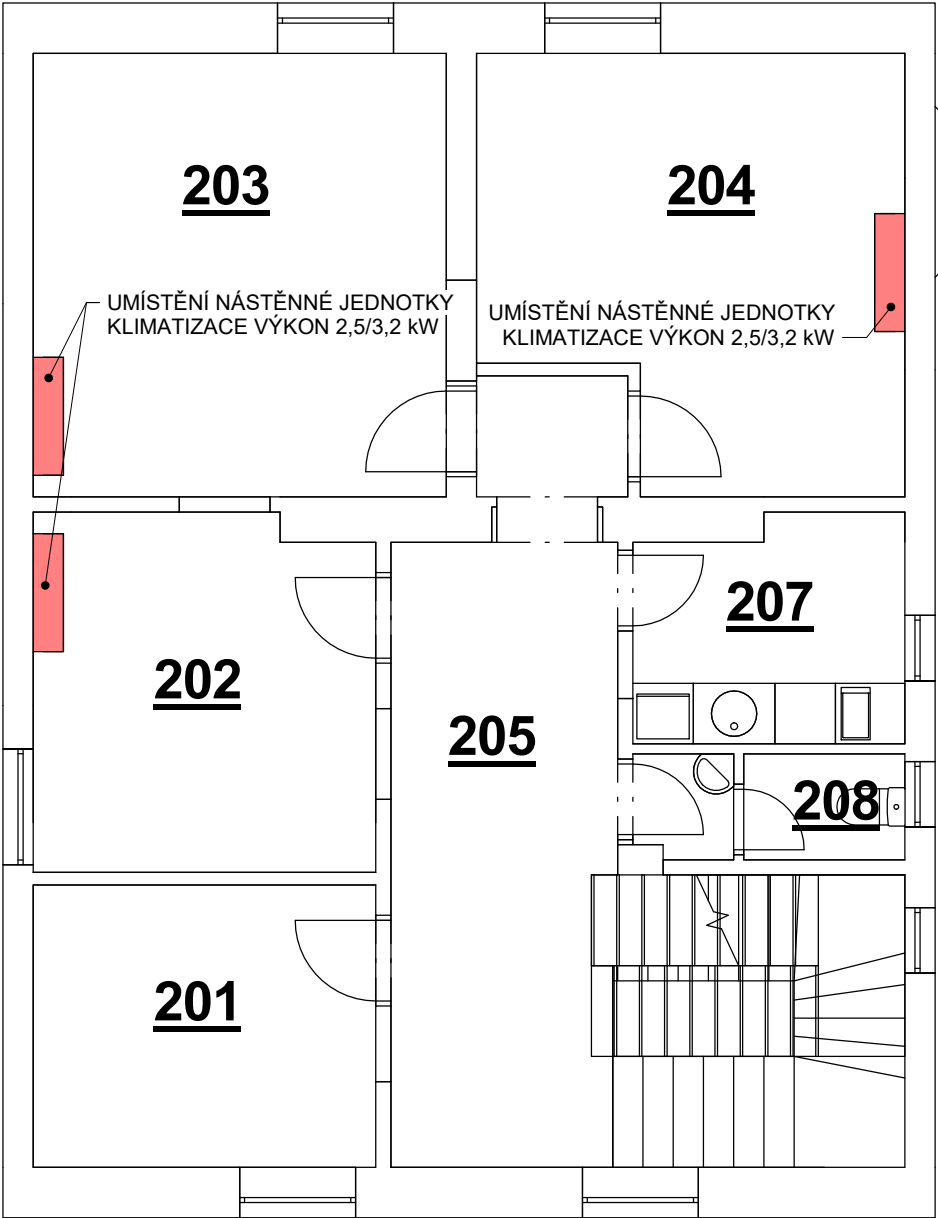 203
204
UMÍSTĚNÍ NÁSTĚNNÉ JEDNOTKY
KLIMATIZACE VÝKON 2,5/3,2 kW
UMÍSTĚNÍ NÁSTĚNNÉ JEDNOTKY
KLIMATIZACE VÝKON 2,5/3,2 kW
207
202
205
208
201